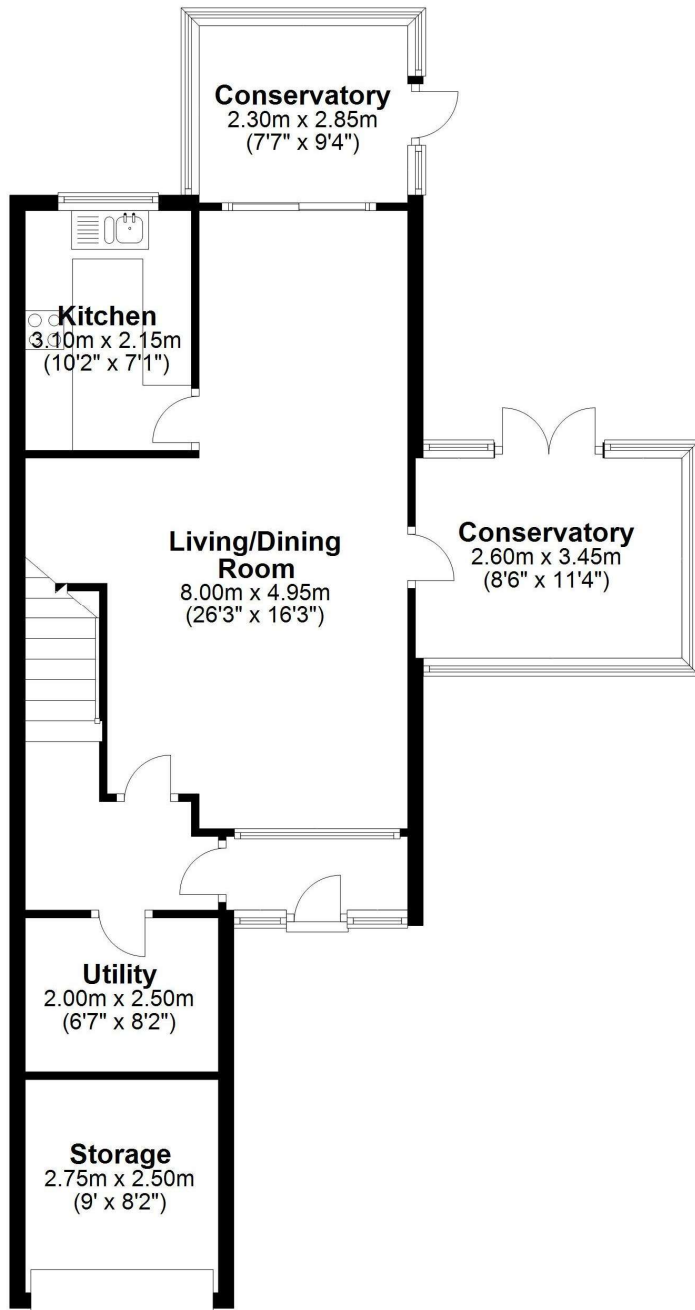 Conservatory
2.30m x 2.85m
(7'7" x 9'4")
Kitchen
3.10m x 2.15m
(10'2" x 7'1")
Living/Dining
Room
8.00m x 4.95m
(26'3" x 16'3")
Conservatory
2.60m x 3.45m
(8'6" x 11'4")
Utility
2.00m x 2.50m
(6'7" x 8'2")
Storage
2.75m x 2.50m
(9' x 8'2")